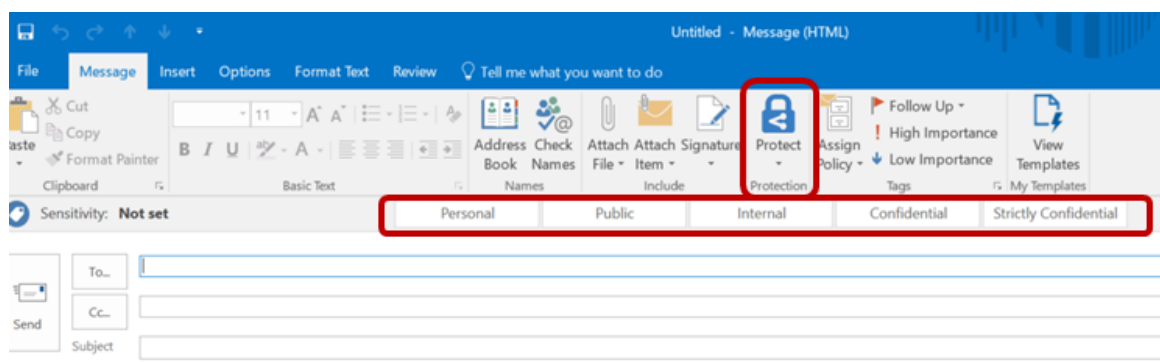 Untitled - Message (HTML)
File Message Insert Options Format Text Review Tell me what you want to do
Cut
Copy
aste
Format Painter
Clipboard
11
B I U
Basic Text
Address Book
Check Names
Names
Attach File
Attach Item
Signature
Include
Protect
Protection
Assign Policy
Follow Up
High Importance
Low Importance
Tags
View Templates
My Templates
Sensitivity: Not set Personal Public Internal Confidential Strictly Confidential
To...
Cc...
Send
Subject